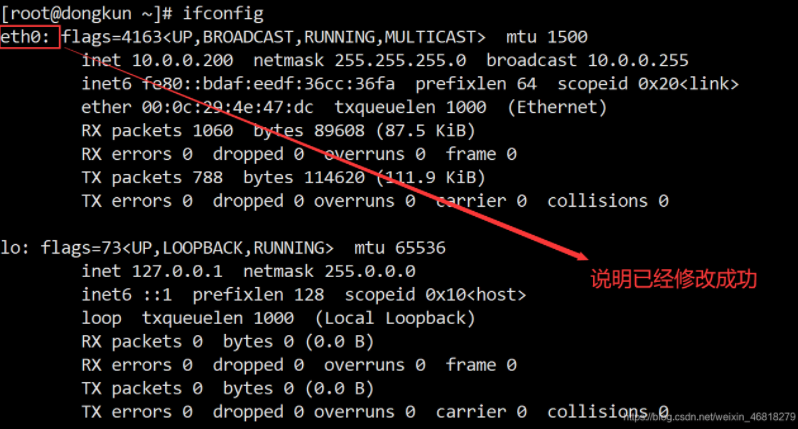 [root@dongkun ~]# ifconfig
eth0: flags=4163<UP,BROADCAST,RUNNING,MULTICAST>  mtu 1500
        inet 10.0.0.200  netmask 255.255.255.0  broadcast 10.0.0.255
        inet6 fe80::bdaf:eedf:36cc:36fa  prefixlen 64  scopeid 0x20<link>
        ether 00:0c:29:4e:47:dc  txqueuelen 1000  (Ethernet)
        RX packets 1060  bytes 89608 (87.5 KiB)
        RX errors 0  dropped 0  overruns 0  frame 0
        TX packets 788  bytes 114620 (111.9 KiB)
        TX errors 0  dropped 0 overruns 0  carrier 0  collisions 0
lo: flags=73<UP,LOOPBACK,RUNNING>  mtu 65536
        inet 127.0.0.1  netmask 255.0.0.0
说明已经修改成功
        inet6 ::1  prefixlen 128  scopeid 0x10<host>
        loop  txqueuelen 1000  (Local Loopback)
        RX packets 0  bytes 0 (0.0 B)
        RX errors 0  dropped 0  overruns 0  frame 0
        TX packets 0  bytes 0 (0.0 B)
        TX errors 0  dropped 0 overruns 0  carrier 0  collisions 0
https://blog.csdn.net/weixin_46818279